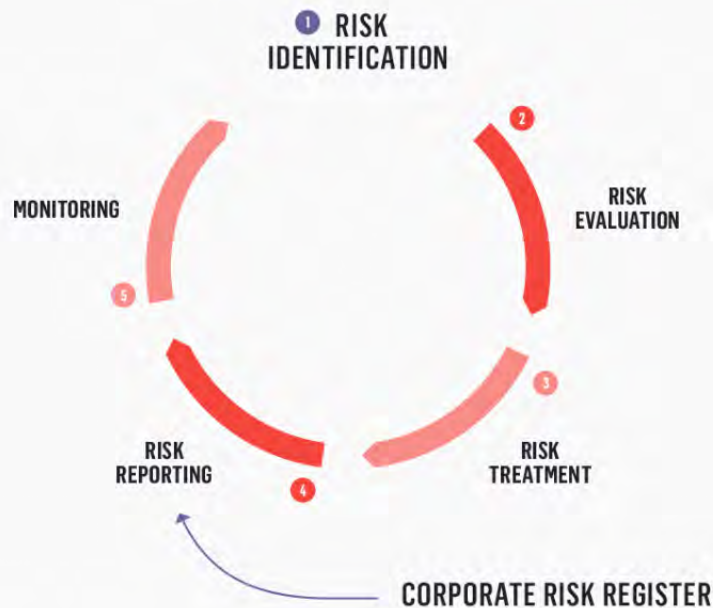 1 RISK
IDENTIFICATION
2
RISK
EVALUATION
3
RISK
TREATMENT
4
RISK
REPORTING
5
MONITORING
CORPORATE RISK REGISTER